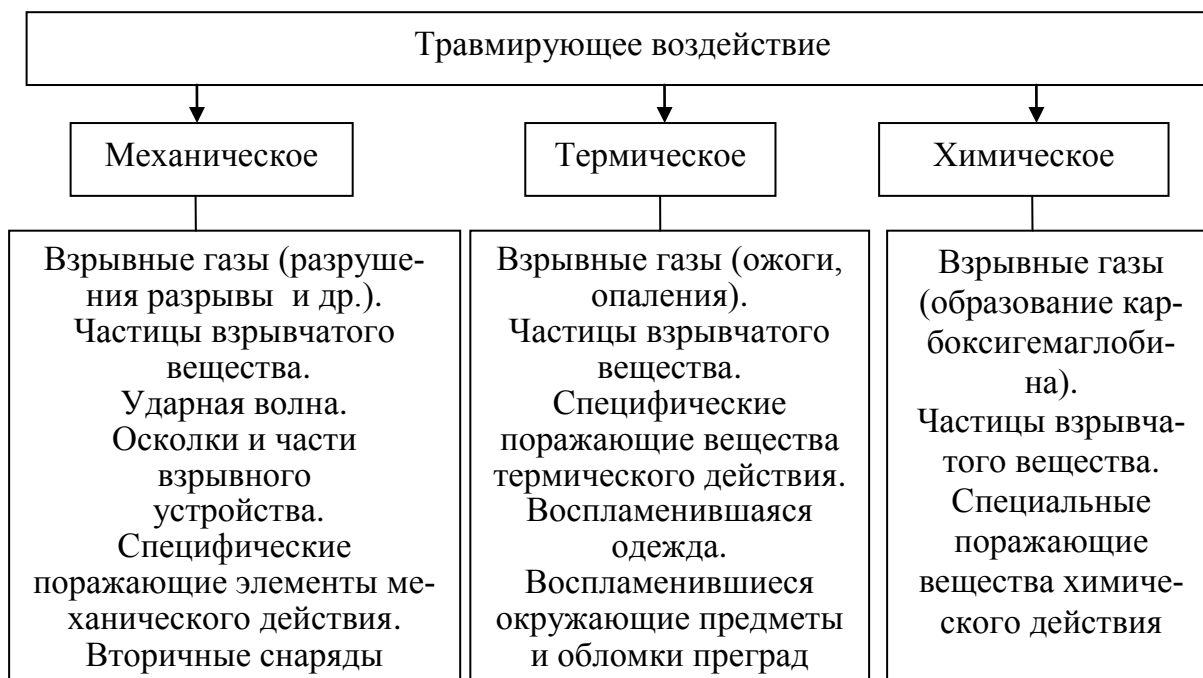 Травмирующее воздействие
Механическое
Термическое
Химическое
Взрывные газы (разруше-
ния разрывы и др.).
Частицы взрывчатого
вещества.
Ударная волна.
Осколки и части
взрывного
устройства.
Специфические
поражающие элементы ме-
ханического действия.
Вторичные снаряды
Взрывные газы (ожоги,
опаления).
Частицы взрывчатого
вещества.
Специфические
поражающие вещества
термического действия.
Воспламенившаяся
одежда.
Воспламенившиеся
окружающие предметы
и обломки преград
Взрывные газы
(образование кар-
боксигемаглоби-
на).
Частицы взрывча-
того вещества.
Специальные
поражающие
вещества химиче-
ского действия